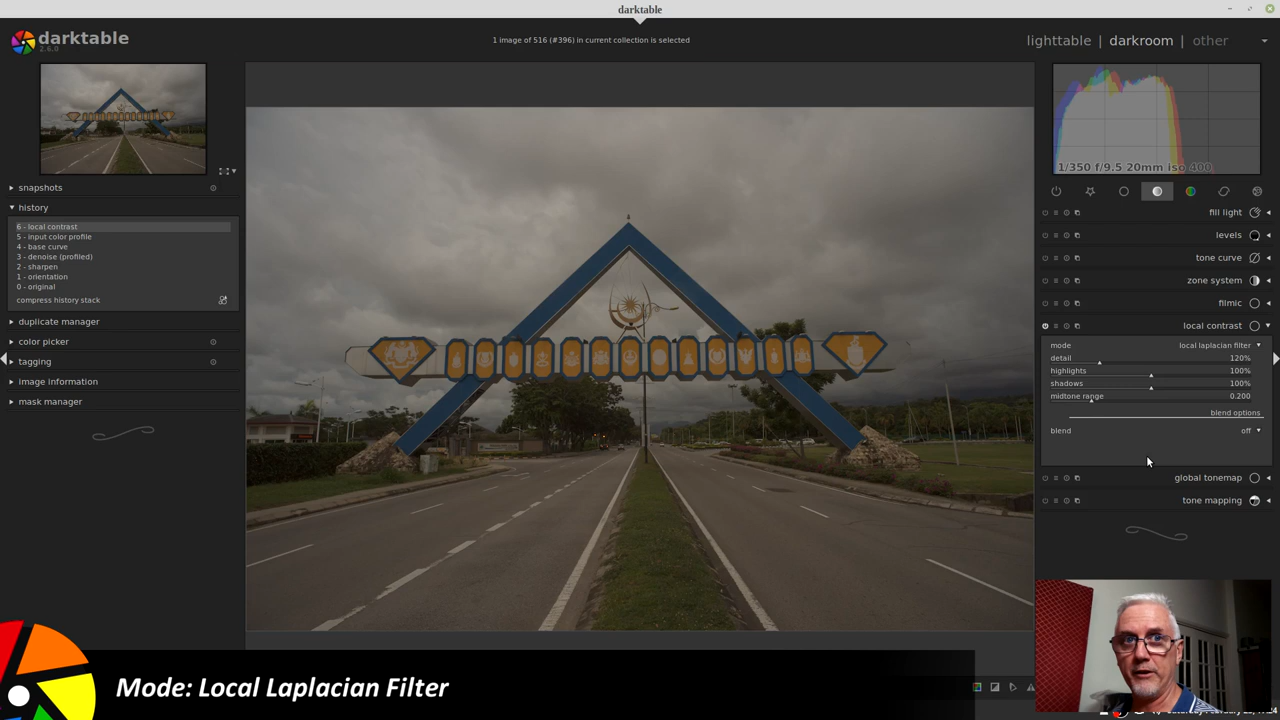 darktable
darktable
2.6.0
1 image of 516 (#396) in current collection is selected
lighttable | darkroom | other
1/350 f/9.5 20mm iso 400
snapshots
history
6 - local contrast
5 - input color profile
4 - base curve
3 - denoise (profiled)
2 - sharpen
1 - orientation
0 - original
compress history stack
duplicate manager
color picker
tagging
image information
mask manager
fill light
levels
tone curve
zone system
filmic
local contrast
mode local laplacian filter
detail 120%
highlights 100%
shadows 100%
midtone range 0.200
blend options
blend off
global tonemap
tone mapping
Mode: Local Laplacian Filter